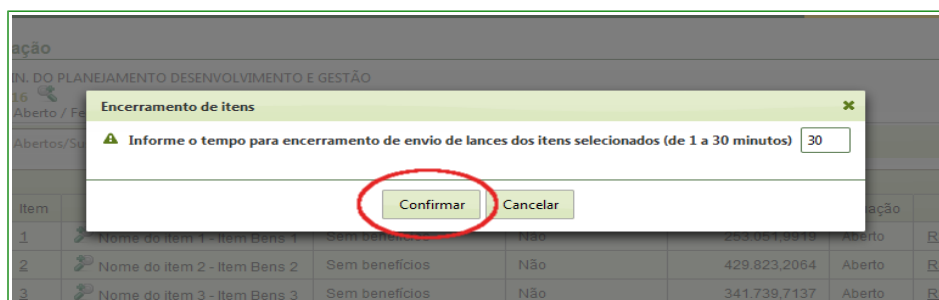 ação
IN. DO PLANEJAMENTO DESENVOLVIMENTO E GESTÃO
16
Aberto / Fe
Encerramento de itens
Abertos/Su
Informe o tempo para encerramento de envio de lances dos itens selecionados (de 1 a 30 minutos) 30
Confirmar Cancelar
Item ação
1 Nome do item 1 - Item Bens 1 Sem benefícios Não 253.051,9919 Aberto R
2 Nome do item 2 - Item Bens 2 Sem benefícios Não 429.823,2064 Aberto R
3 Nome do item 3 - Item Bens 3 Sem benefícios Não 341.739,7137 Aberto R